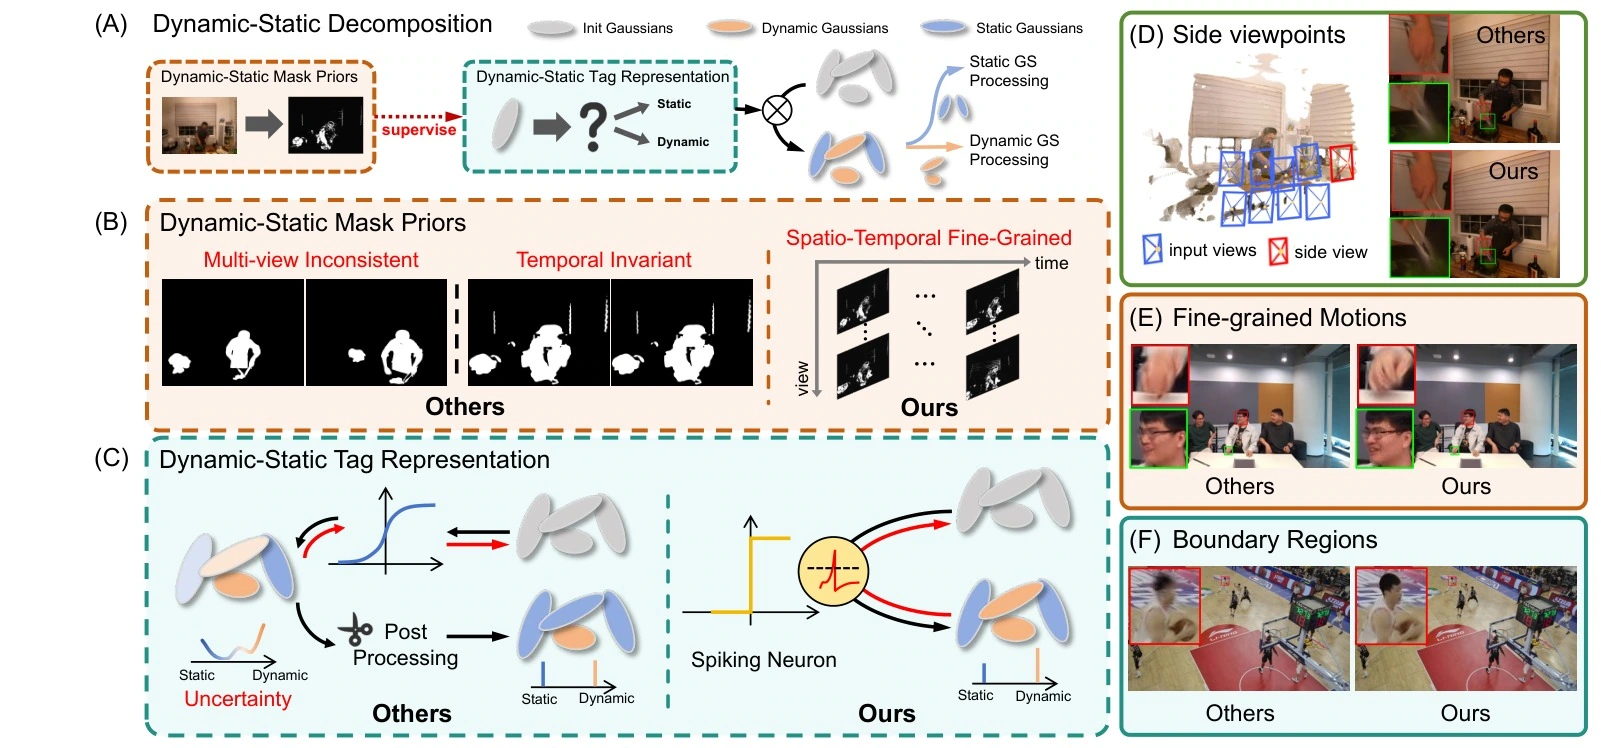 (A) Dynamic-Static Decomposition
Init Gaussians
Dynamic Gaussians
Static Gaussians
Dynamic-Static Mask Priors
supervise
Dynamic-Static Tag Representation
?
Static
Dynamic
Static GS
Processing
Dynamic GS
Processing
(B) Dynamic-Static Mask Priors
Multi-view Inconsistent
Temporal Invariant
Others
Spatio-Temporal Fine-Grained
time
view
Ours
(C) Dynamic-Static Tag Representation
Static
Dynamic
Uncertainty
Post
Processing
Static
Dynamic
Others
Spiking Neuron
Static
Dynamic
Ours
(D) Side viewpoints
Others
Ours
input views
side view
(E) Fine-grained Motions
Others
Ours
(F) Boundary Regions
Others
Ours